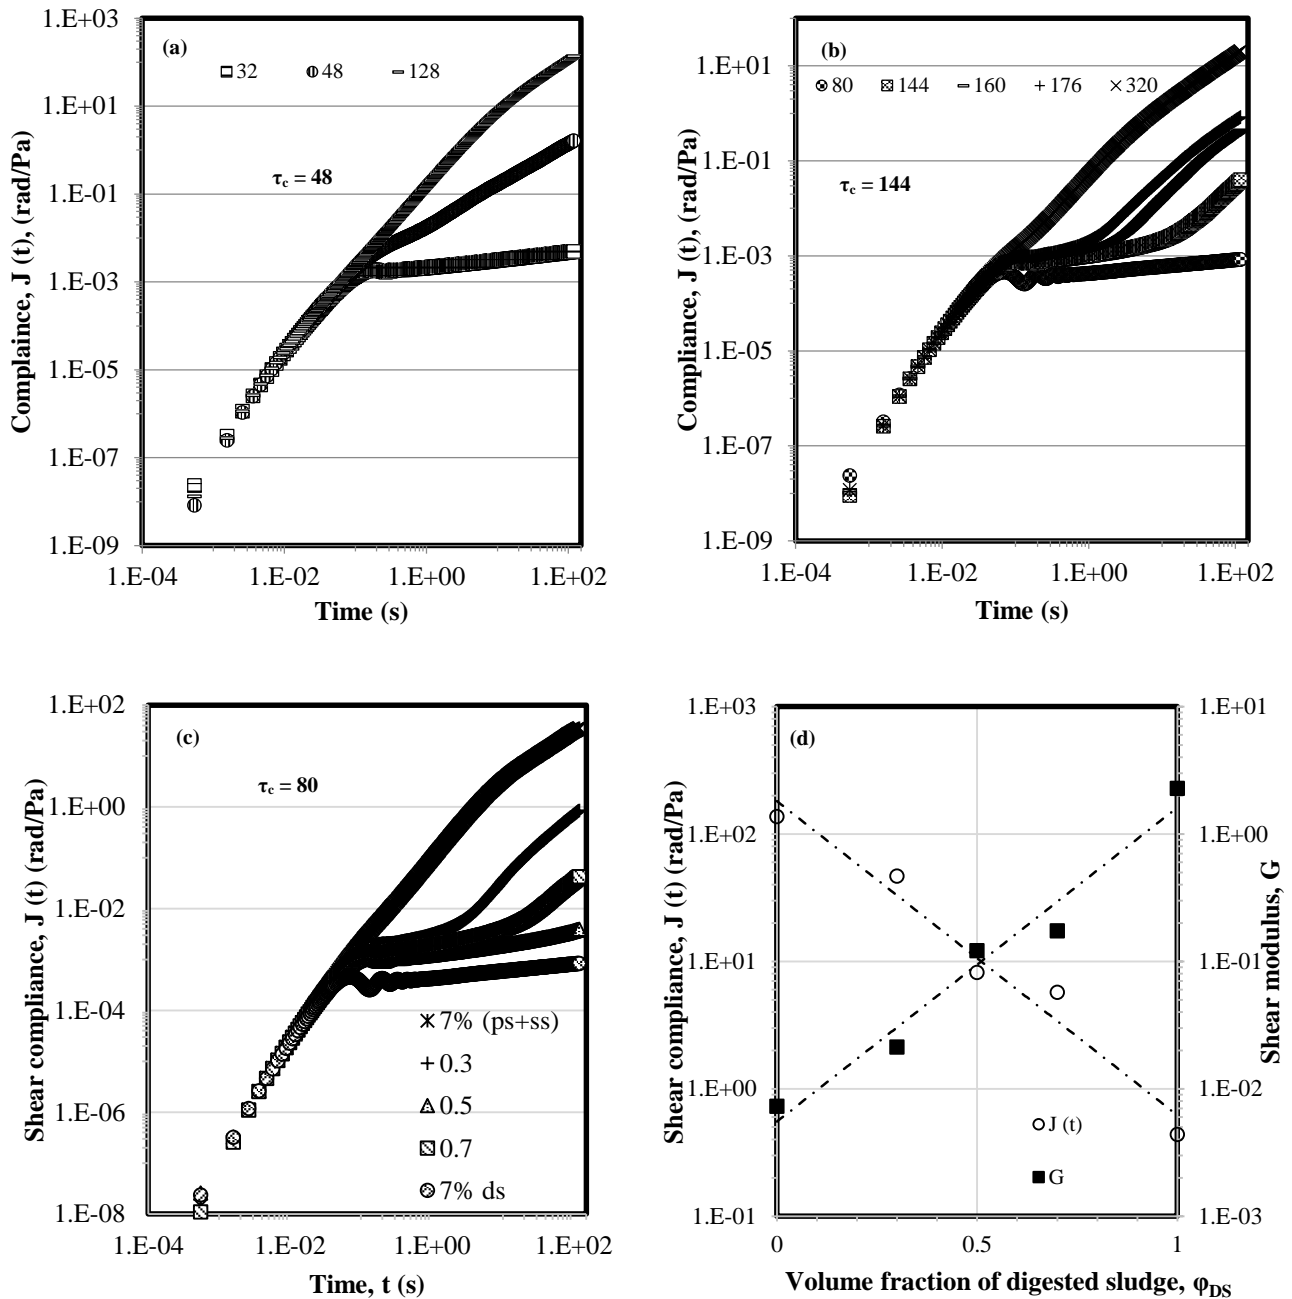 (a)
32 48 128
τc = 48
1.E+03
1.E+01
1.E-01
1.E-03
1.E-05
1.E-07
1.E-09
1.E-04 1.E-02 1.E+00 1.E+02
Complaince, J (t), (rad/Pa)
Time (s)
(b)
80 144 160 176 320
τc = 144
1.E+01
1.E-01
1.E-03
1.E-05
1.E-07
1.E-09
1.E-04 1.E-02 1.E+00 1.E+02
Compliance, J (t), (rad/Pa)
Time (s)
(c)
τc = 80
1.E+02
1.E+00
1.E-02
1.E-04
1.E-06
1.E-08
7% (ps+ss)
0.3
0.5
0.7
7% ds
1.E-04 1.E-02 1.E+00 1.E+02
Shear compliance, J (t) (rad/Pa)
Time, t (s)
(d)
1.E+03
1.E+02
1.E+01
1.E+00
1.E-01
1.E+01
1.E+00
1.E-01
1.E-02
1.E-03
J (t)
G
0 0.5 1
Shear compliance, J (t) (rad/Pa)
Shear modulus, G
Volume fraction of digested sludge, φDS